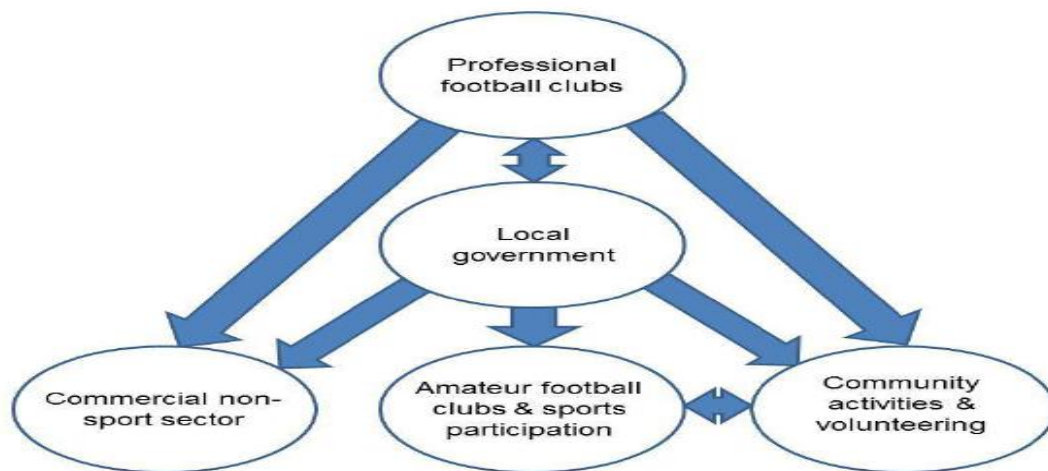 Professional
football clubs
Local
government
Commercial non-
sport sector
Amateur football
clubs & sports
participation
Community
activities &
volunteering